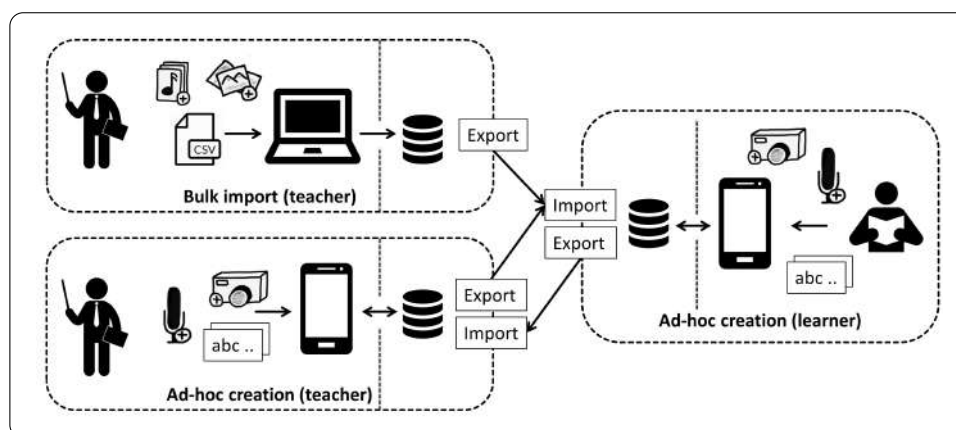 CSV
Export
Bulk import (teacher)
Import
Export
abc ..
Ad-hoc creation (learner)
abc ..
Export
Import
Ad-hoc creation (teacher)